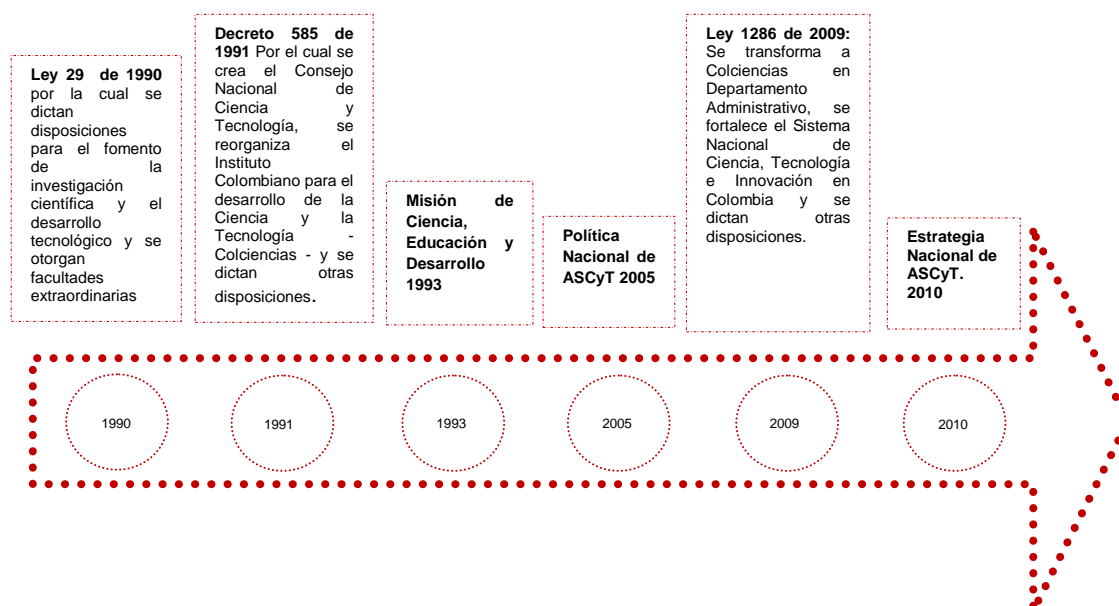 Ley 29 de 1990
por la cual se
dictan
disposiciones
para el fomento
de la
investigación
científica y el
desarrollo
tecnológico y se
otorgan
facultades
extraordinarias
Decreto 585 de
1991 Por el cual se
crea el Consejo
Nacional de
Ciencia y
Tecnología, se
reorganiza el
Instituto
Colombiano para el
desarrollo de la
Ciencia y la
Tecnología -
Colciencias - y se
dictan otras
disposiciones.
Misión de
Ciencia,
Educación y
Desarrollo
1993
Política
Nacional de
ASCyT 2005
Ley 1286 de 2009:
Se transforma a
Colciencias en
Departamento
Administrativo, se
fortalece el Sistema
Nacional de
Ciencia, Tecnología
e Innovación en
Colombia y se
dictan otras
disposiciones.
Estrategia
Nacional de
ASCyT.
2010
1990
1991
1993
2005
2009
2010